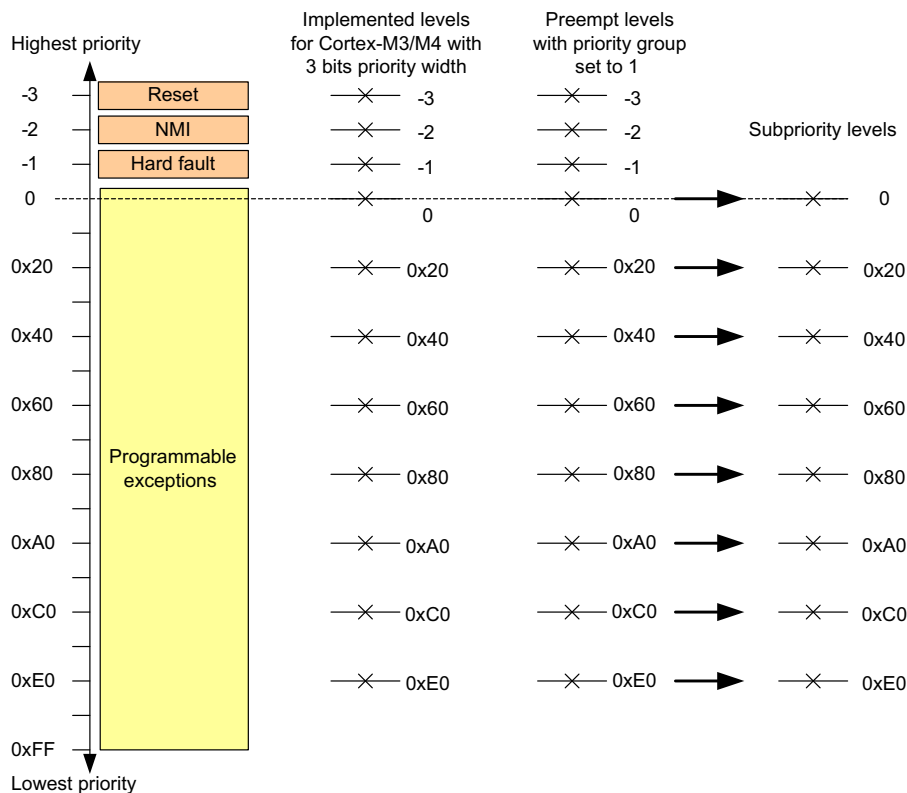 Highest priority
Implemented levels
for Cortex-M3/M4 with
3 bits priority width
Preempt levels
with priority group
set to 1
Subpriority levels
-3
Reset
-3
-3
-2
NMI
-2
-2
-1
Hard fault
-1
-1
0
0
0
0
0x20
0x20
0x20
0x20
0x40
0x40
0x40
0x40
0x60
0x60
0x60
0x60
Programmable
exceptions
0x80
0x80
0x80
0x80
0xA0
0xA0
0xA0
0xA0
0xC0
0xC0
0xC0
0xC0
0xE0
0xE0
0xE0
0xE0
0xFF
Lowest priority